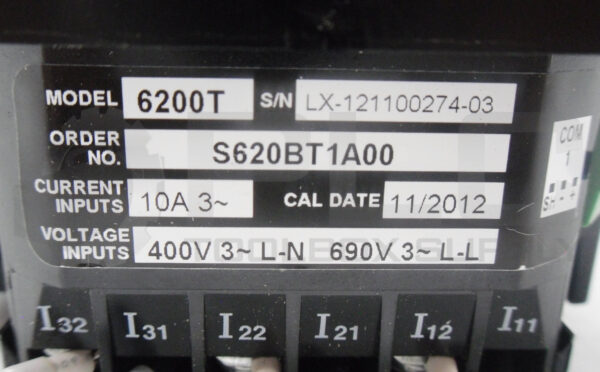 MODEL 6200T S/N LX-121100274-03
ORDER NO. S620BT1A00
CURRENT INPUTS 10A 3~ CAL DATE 11/2012
VOLTAGE INPUTS 400V 3~ L-N 690V 3~ L-L
COM 1
SH - +
I32 I31 I22 I21 I12 I11